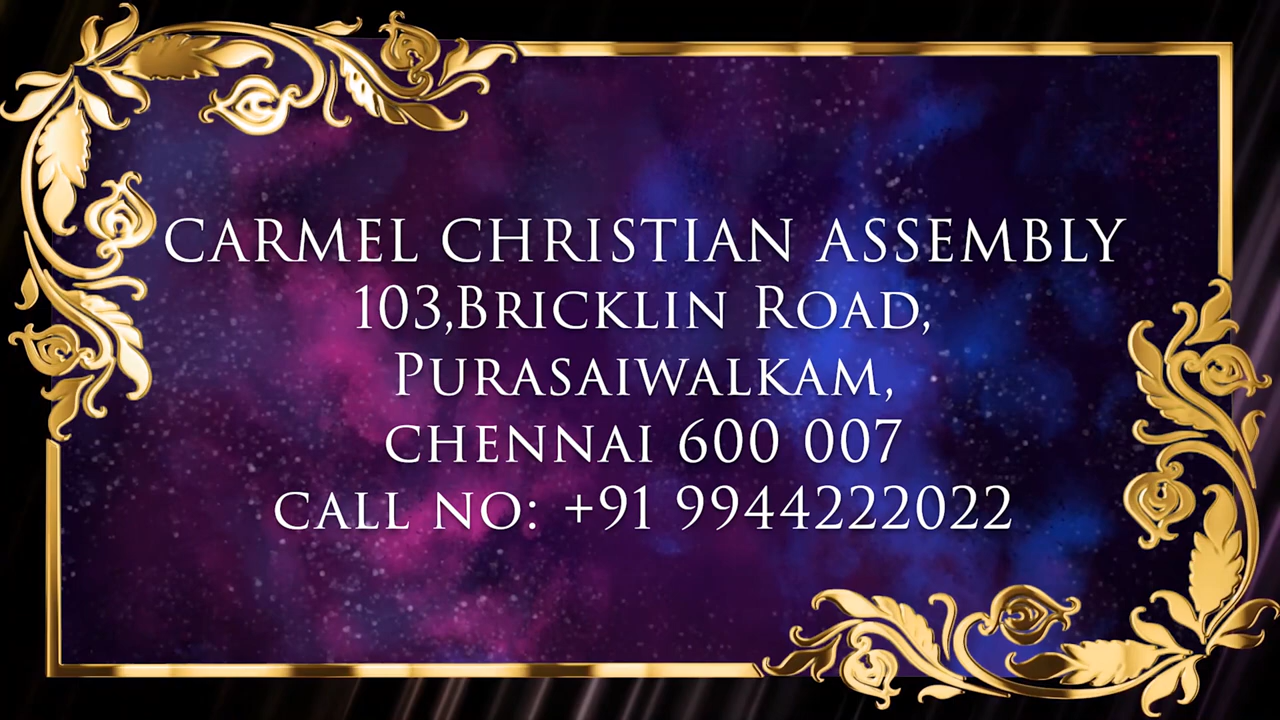 CARMEL CHRISTIAN ASSEMBLY
103,BRICKLIN ROAD,
PURASAIWALKAM,
CHENNAI 600 007
CALL NO: +91 9944222022